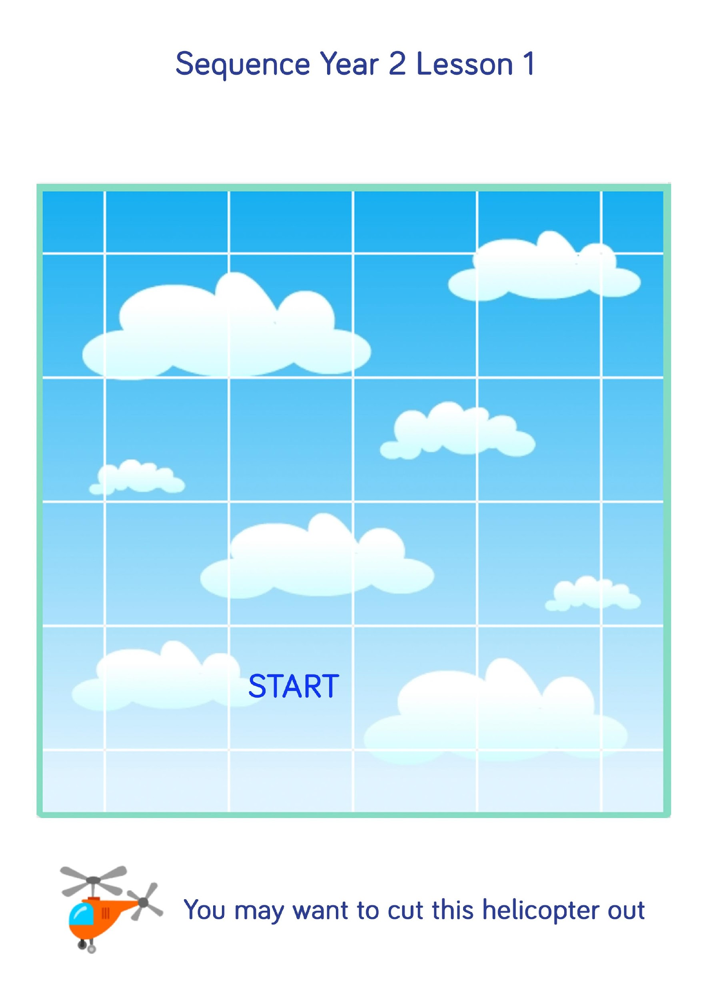 Sequence Year 2 Lesson 1
START
You may want to cut this helicopter out